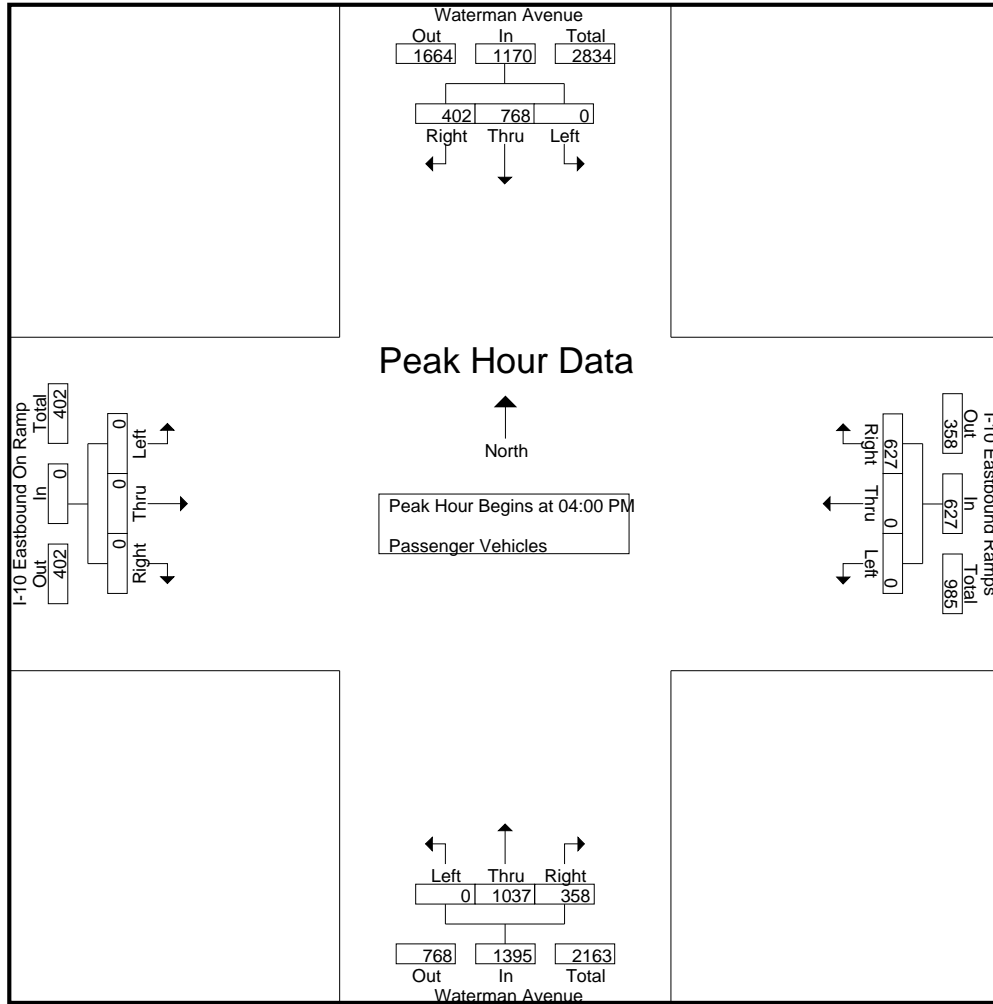 Waterman Avenue
Out In Total
1664 1170 2834
402 768 0
Right Thru Left
Peak Hour Data
North
Peak Hour Begins at 04:00 PM
Passenger Vehicles
I-10 Eastbound On Ramp
Out In Total
402 0 402
Left Thru Right
0 0 0
I-10 Eastbound Ramps
Out In Total
358 627 985
Right Thru Left
627 0 0
Left Thru Right
0 1037 358
768 1395 2163
Out In Total
Waterman Avenue